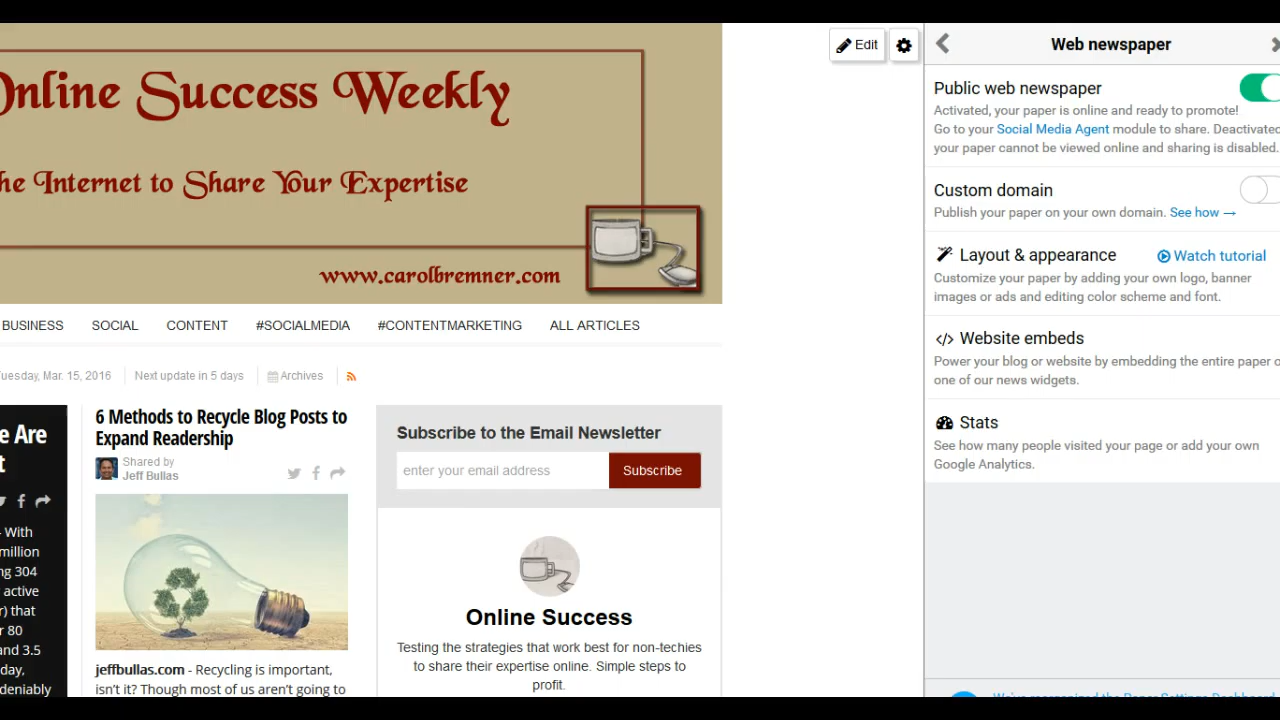 Online Success Weekly
the Internet to Share Your Expertise
www.carolbremner.com
BUSINESS SOCIAL CONTENT #SOCIALMEDIA #CONTENTMARKETING ALL ARTICLES
Tuesday, Mar. 15, 2016 Next update in 5 days Archives
e Are
t
- With
million
ng 304
active
r) that
r 80
and 3.5
day,
deniably
6 Methods to Recycle Blog Posts to
Expand Readership
Shared by
Jeff Bullas
jeffbullas.com - Recycling is important,
isn't it? Though most of us aren't going to
Subscribe to the Email Newsletter
enter your email address Subscribe
Online Success
Testing the strategies that work best for non-techies
to share their expertise online. Simple steps to
profit.
Edit
Web newspaper
Public web newspaper
Activated, your paper is online and ready to promote!
Go to your Social Media Agent module to share. Deactivated
your paper cannot be viewed online and sharing is disabled.
Custom domain
Publish your paper on your own domain. See how →
Layout & appearance Watch tutorial
Customize your paper by adding your own logo, banner
images or ads and editing color scheme and font.
</> Website embeds
Power your blog or website by embedding the entire paper o
one of our news widgets.
Stats
See how many people visited your page or add your own
Google Analytics.
We've reorganized the Paper Settings Dashboard